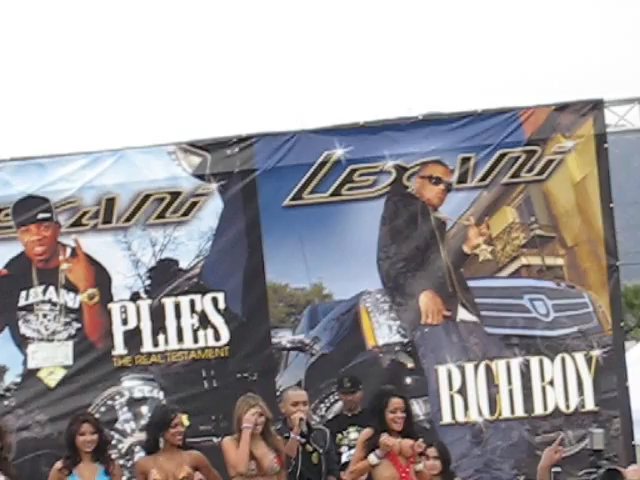 LEXANI
LEXANI
LEXANI
PLIES
THE REAL TESTAMENT
RICH BOY